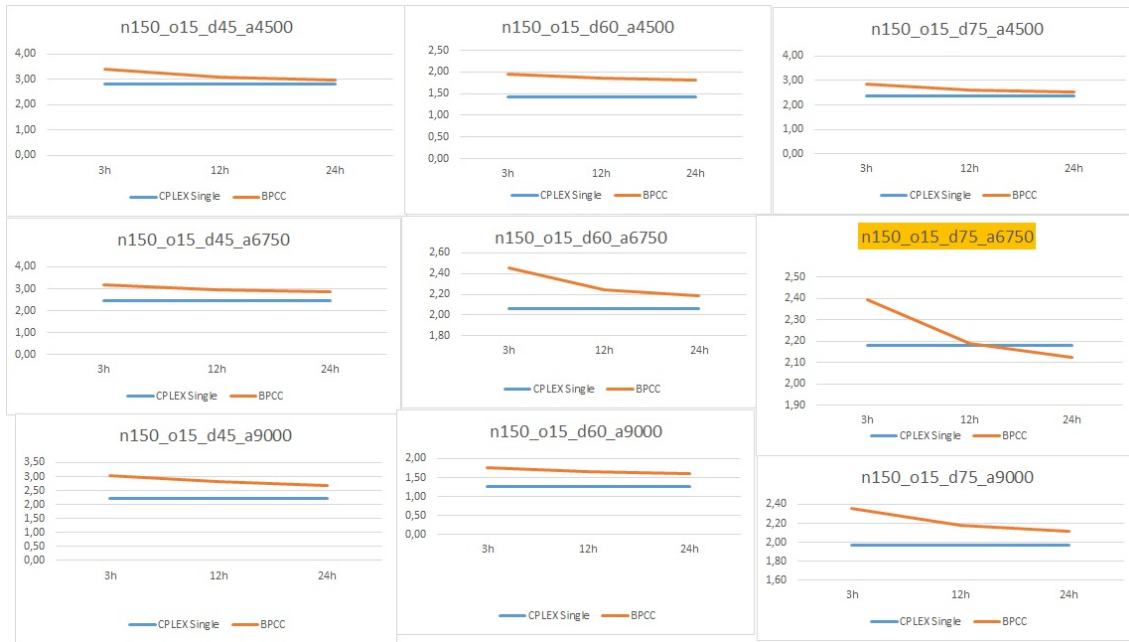 n150_o15_d45_a4500
4,00
3,00
2,00
1,00
0,00
3h 12h 24h
CPLEX Single BPCC
n150_o15_d60_a4500
2,50
2,00
1,50
1,00
0,50
0,00
3h 12h 24h
CPLEX Single BPCC
n150_o15_d75_a4500
4,00
3,00
2,00
1,00
0,00
3h 12h 24h
CPLEX Single BPCC
n150_o15_d45_a6750
4,00
3,00
2,00
1,00
0,00
3h 12h 24h
CPLEX Single BPCC
n150_o15_d60_a6750
2,60
2,40
2,20
2,00
1,80
3h 12h 24h
CPLEX Single BPCC
n150_o15_d75_a6750
2,50
2,40
2,30
2,20
2,10
2,00
1,90
3h 12h 24h
CPLEX Single BPCC
n150_o15_d45_a9000
3,50
3,00
2,50
2,00
1,50
1,00
0,50
0,00
3h 12h 24h
CPLEX Single BPCC
n150_o15_d60_a9000
2,00
1,50
1,00
0,50
0,00
3h 12h 24h
CPLEX Single BPCC
n150_o15_d75_a9000
2,40
2,20
2,00
1,80
1,60
3h 12h 24h
CPLEX Single BPCC